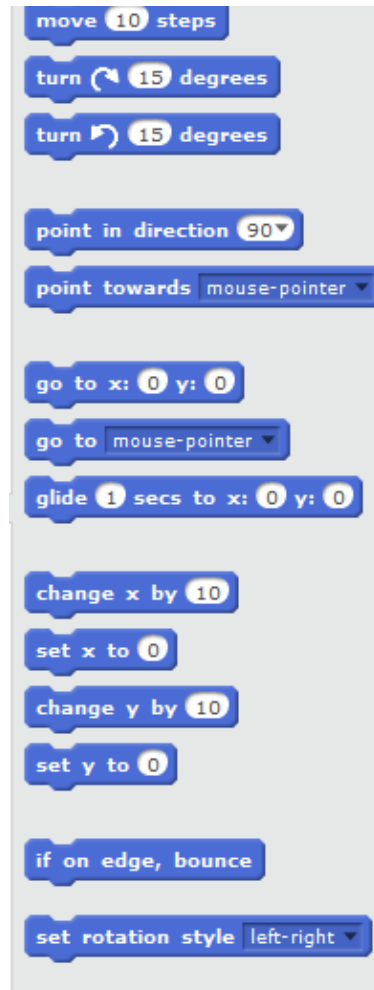 move 10 steps
turn 15 degrees
turn 15 degrees
point in direction 90
point towards mouse-pointer
go to x: 0 y: 0
go to mouse-pointer
glide 1 secs to x: 0 y: 0
change x by 10
set x to 0
change y by 10
set y to 0
if on edge, bounce
set rotation style left-right